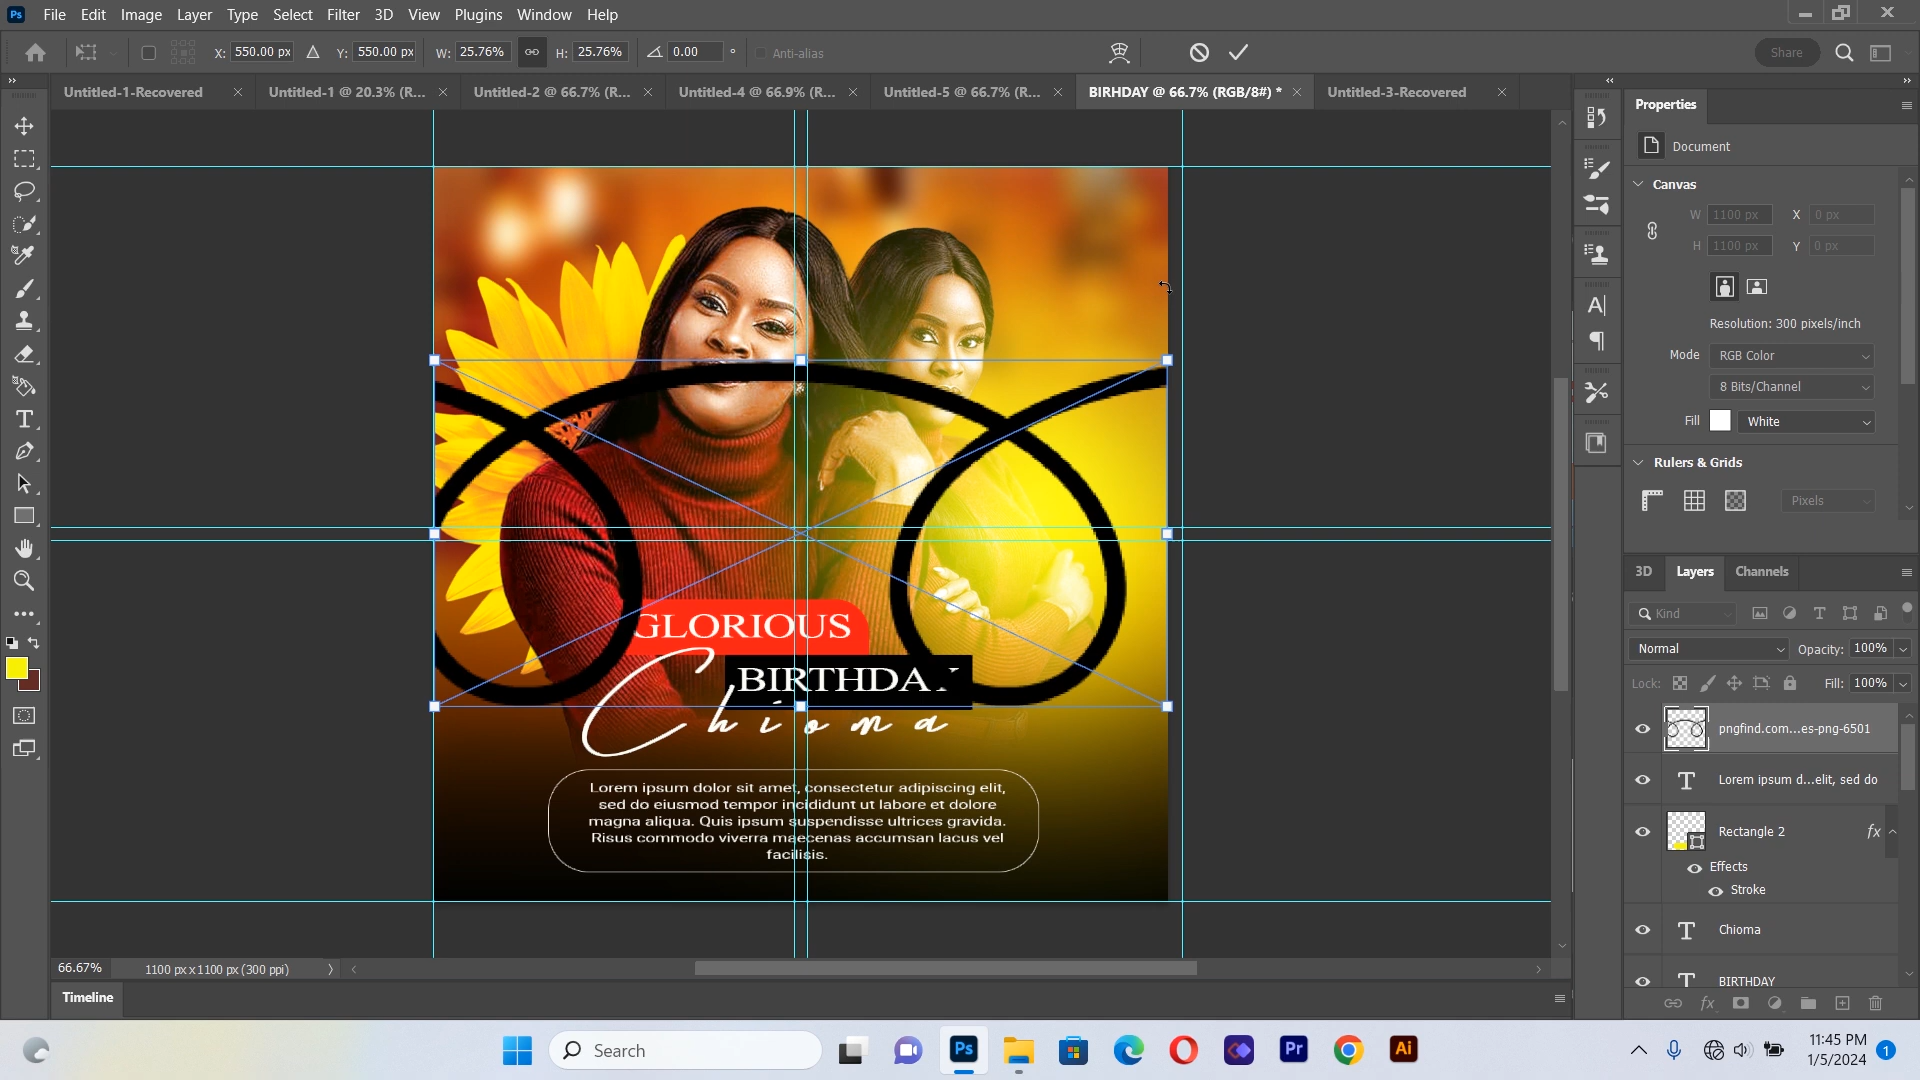 Ps File Edit Image Layer Type Select Filter 3D View Plugins Window Help
X: 550.00 px Y: 550.00 px W: 25.76% H: 25.76% 0.00 ° Anti-alias Share
Untitled-1-Recovered Untitled-1 @ 20.3% (R... Untitled-2 @ 66.7% (R... Untitled-4 @ 66.9% (R... Untitled-5 @ 66.7% (R... BIRHDAY @ 66.7% (RGB/8#) * Untitled-3-Recovered
Properties
Document
Canvas
W 1100 px X 0 px
H 1100 px Y 0 px
Resolution: 300 pixels/inch
Mode RGB Color
8 Bits/Channel
Fill White
Rulers & Grids
Pixels
3D Layers Channels
Kind
Normal Opacity: 100%
Lock: Fill: 100%
pngfind.com...es-png-6501
Lorem ipsum d...elit, sed do
Rectangle 2 fx
Effects
Stroke
Chioma
BIRTHDAY
GLORIOUS
BIRTHDAY
Chioma
Lorem ipsum dolor sit amet, consectetur adipiscing elit,
sed do eiusmod tempor incididunt ut labore et dolore
magna aliqua. Quis ipsum suspendisse ultrices gravida.
Risus commodo viverra maecenas accumsan lacus vel
facilisis.
66.67% 1100 px x 1100 px (300 ppi)
Timeline
Search
Ps Pr Ai
11:45 PM
1/5/2024
1